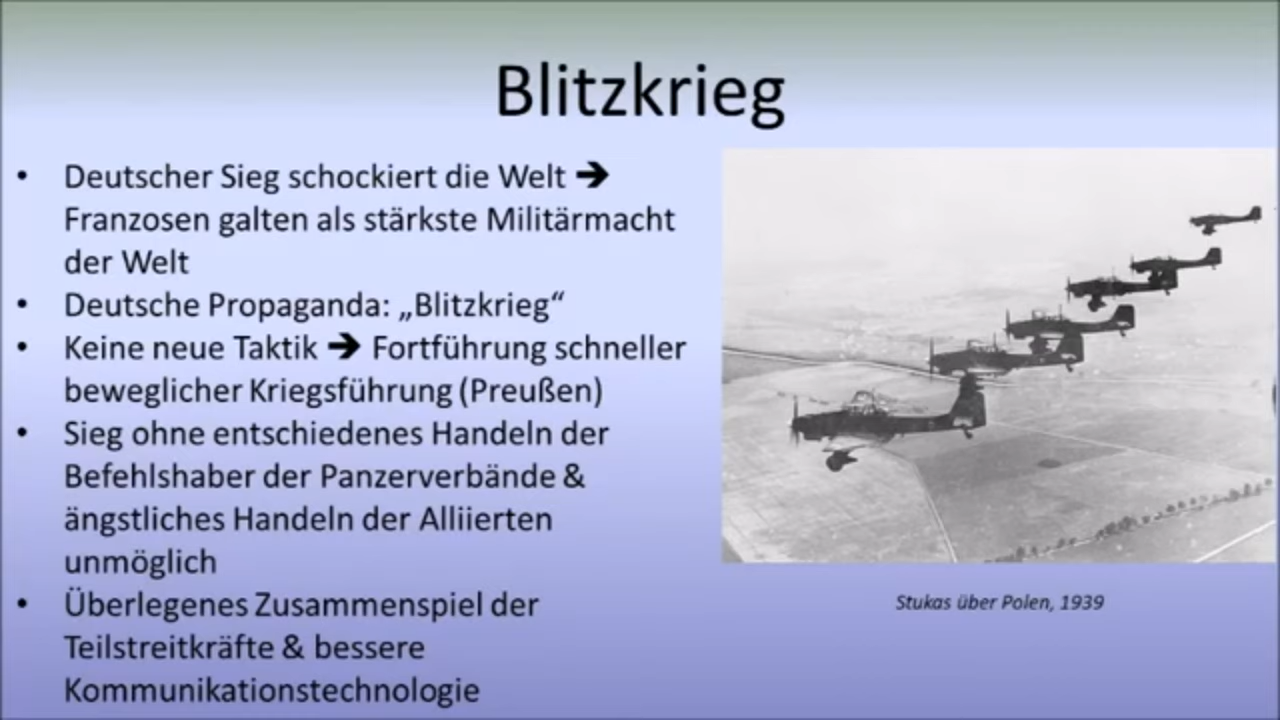 Blitzkrieg
• Deutscher Sieg schockiert die Welt ➔
Franzosen galten als stärkste Militärmacht
der Welt
• Deutsche Propaganda: „Blitzkrieg“
• Keine neue Taktik ➔ Fortführung schneller
beweglicher Kriegsführung (Preußen)
• Sieg ohne entschiedenes Handeln der
Befehlshaber der Panzerverbände &
ängstliches Handeln der Alliierten
unmöglich
• Überlegenes Zusammenspiel der
Teilstreitkräfte & bessere
Kommunikationstechnologie
Stukas über Polen, 1939